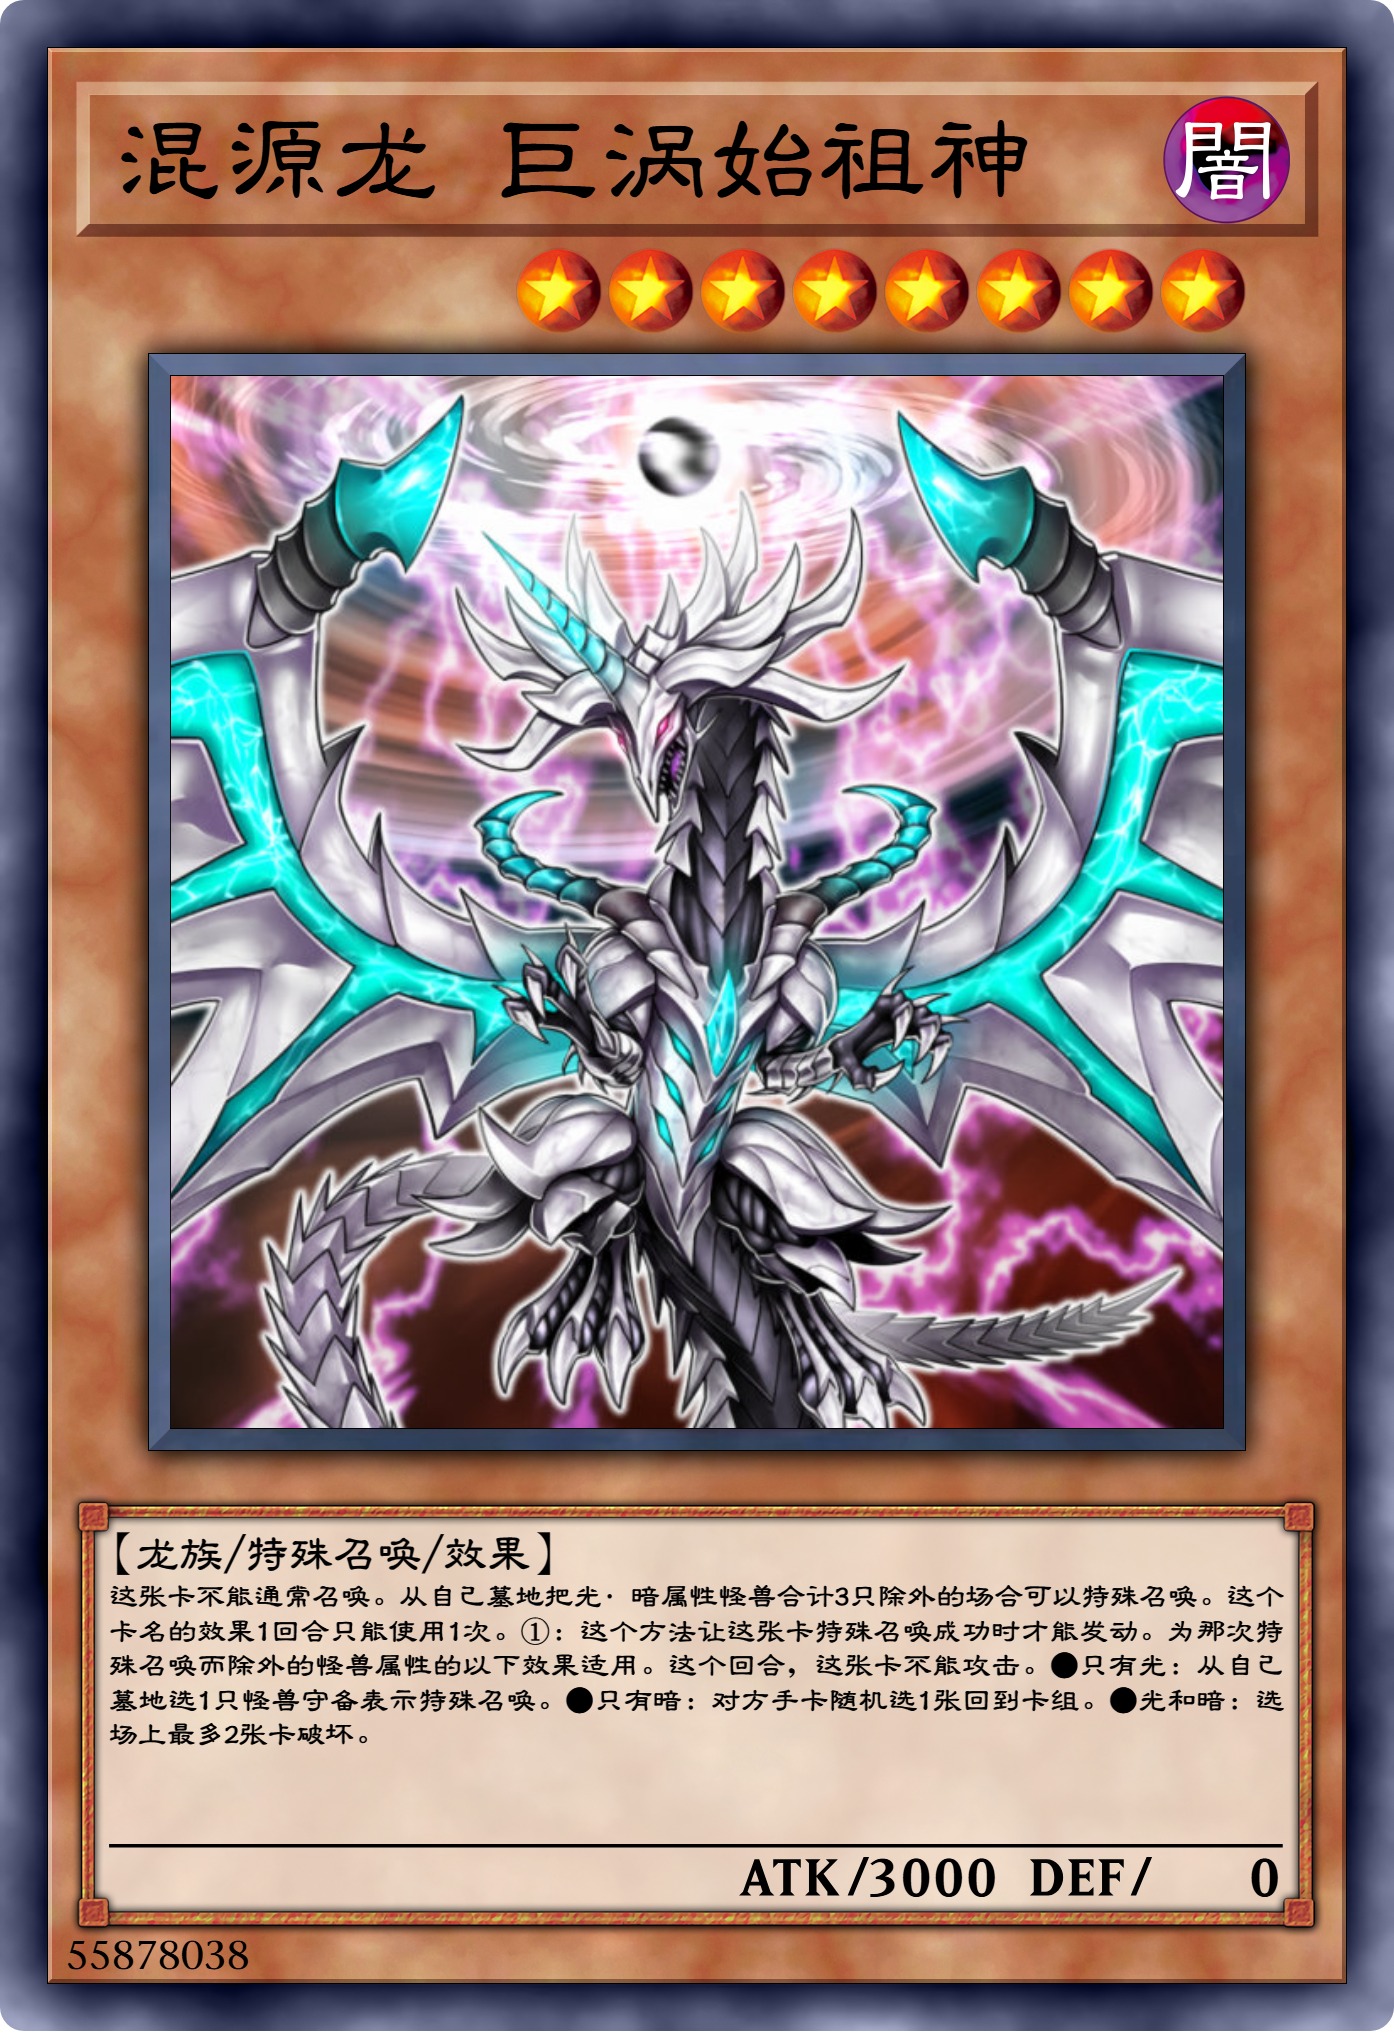 混源龙 巨涡始祖神
闇
【龙族/特殊召唤/效果】
这张卡不能通常召唤。从自己墓地把光·暗属性怪兽合计3只除外的场合可以特殊召唤。这个
卡名的效果1回合只能使用1次。①：这个方法让这张卡特殊召唤成功时才能发动。为那次特
殊召唤而除外的怪兽属性的以下效果适用。这个回合，这张卡不能攻击。●只有光：从自己
墓地选1只怪兽守备表示特殊召唤。●只有暗：对方手卡随机选1张回到卡组。●光和暗：选
场上最多2张卡破坏。
ATK/3000 DEF/ 0
55878038